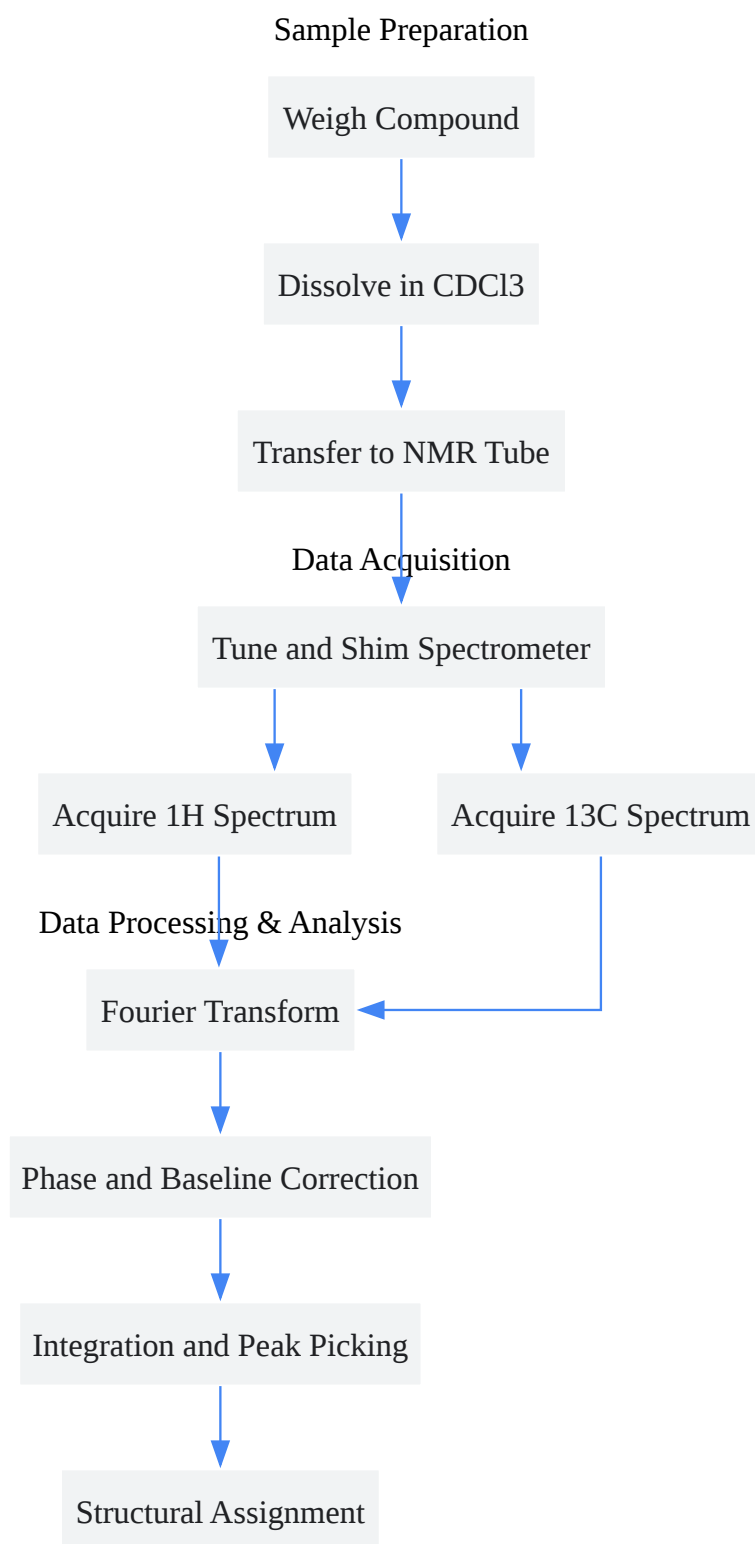 Sample Preparation
Weigh Compound
Dissolve in CDCl3
Transfer to NMR Tube
Data Acquisition
Tune and Shim Spectrometer
Acquire 1H Spectrum
Acquire 13C Spectrum
Data Processing & Analysis
Fourier Transform
Phase and Baseline Correction
Integration and Peak Picking
Structural Assignment